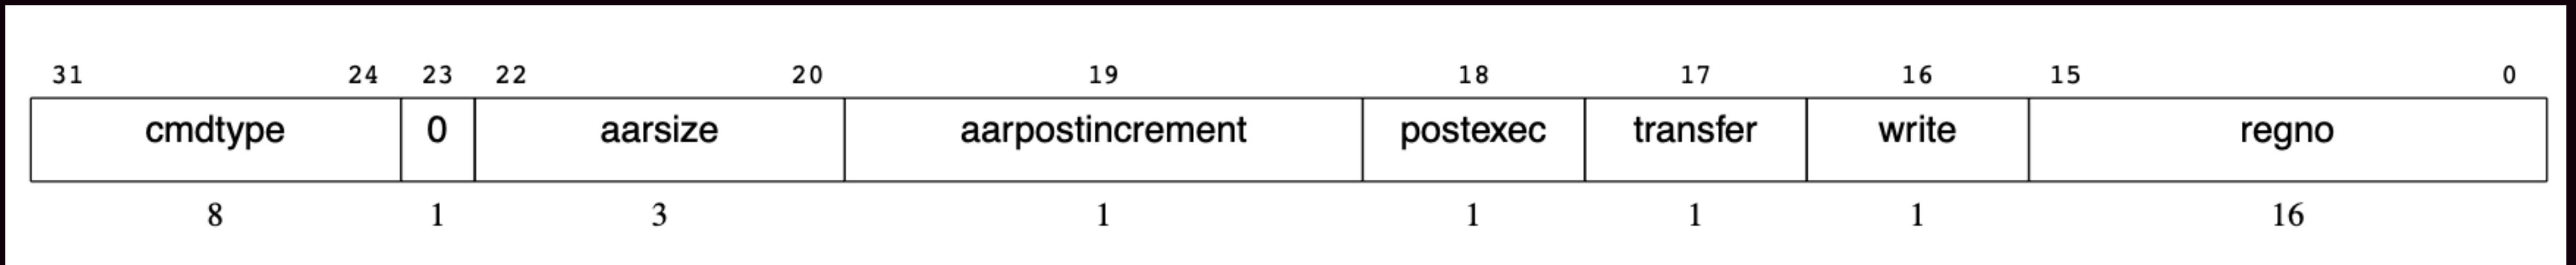 31 24 23 22 20 19 18 17 16 15 0
cmdtype 0 aarsize aarpostincrement postexec transfer write regno
8 1 3 1 1 1 1 16